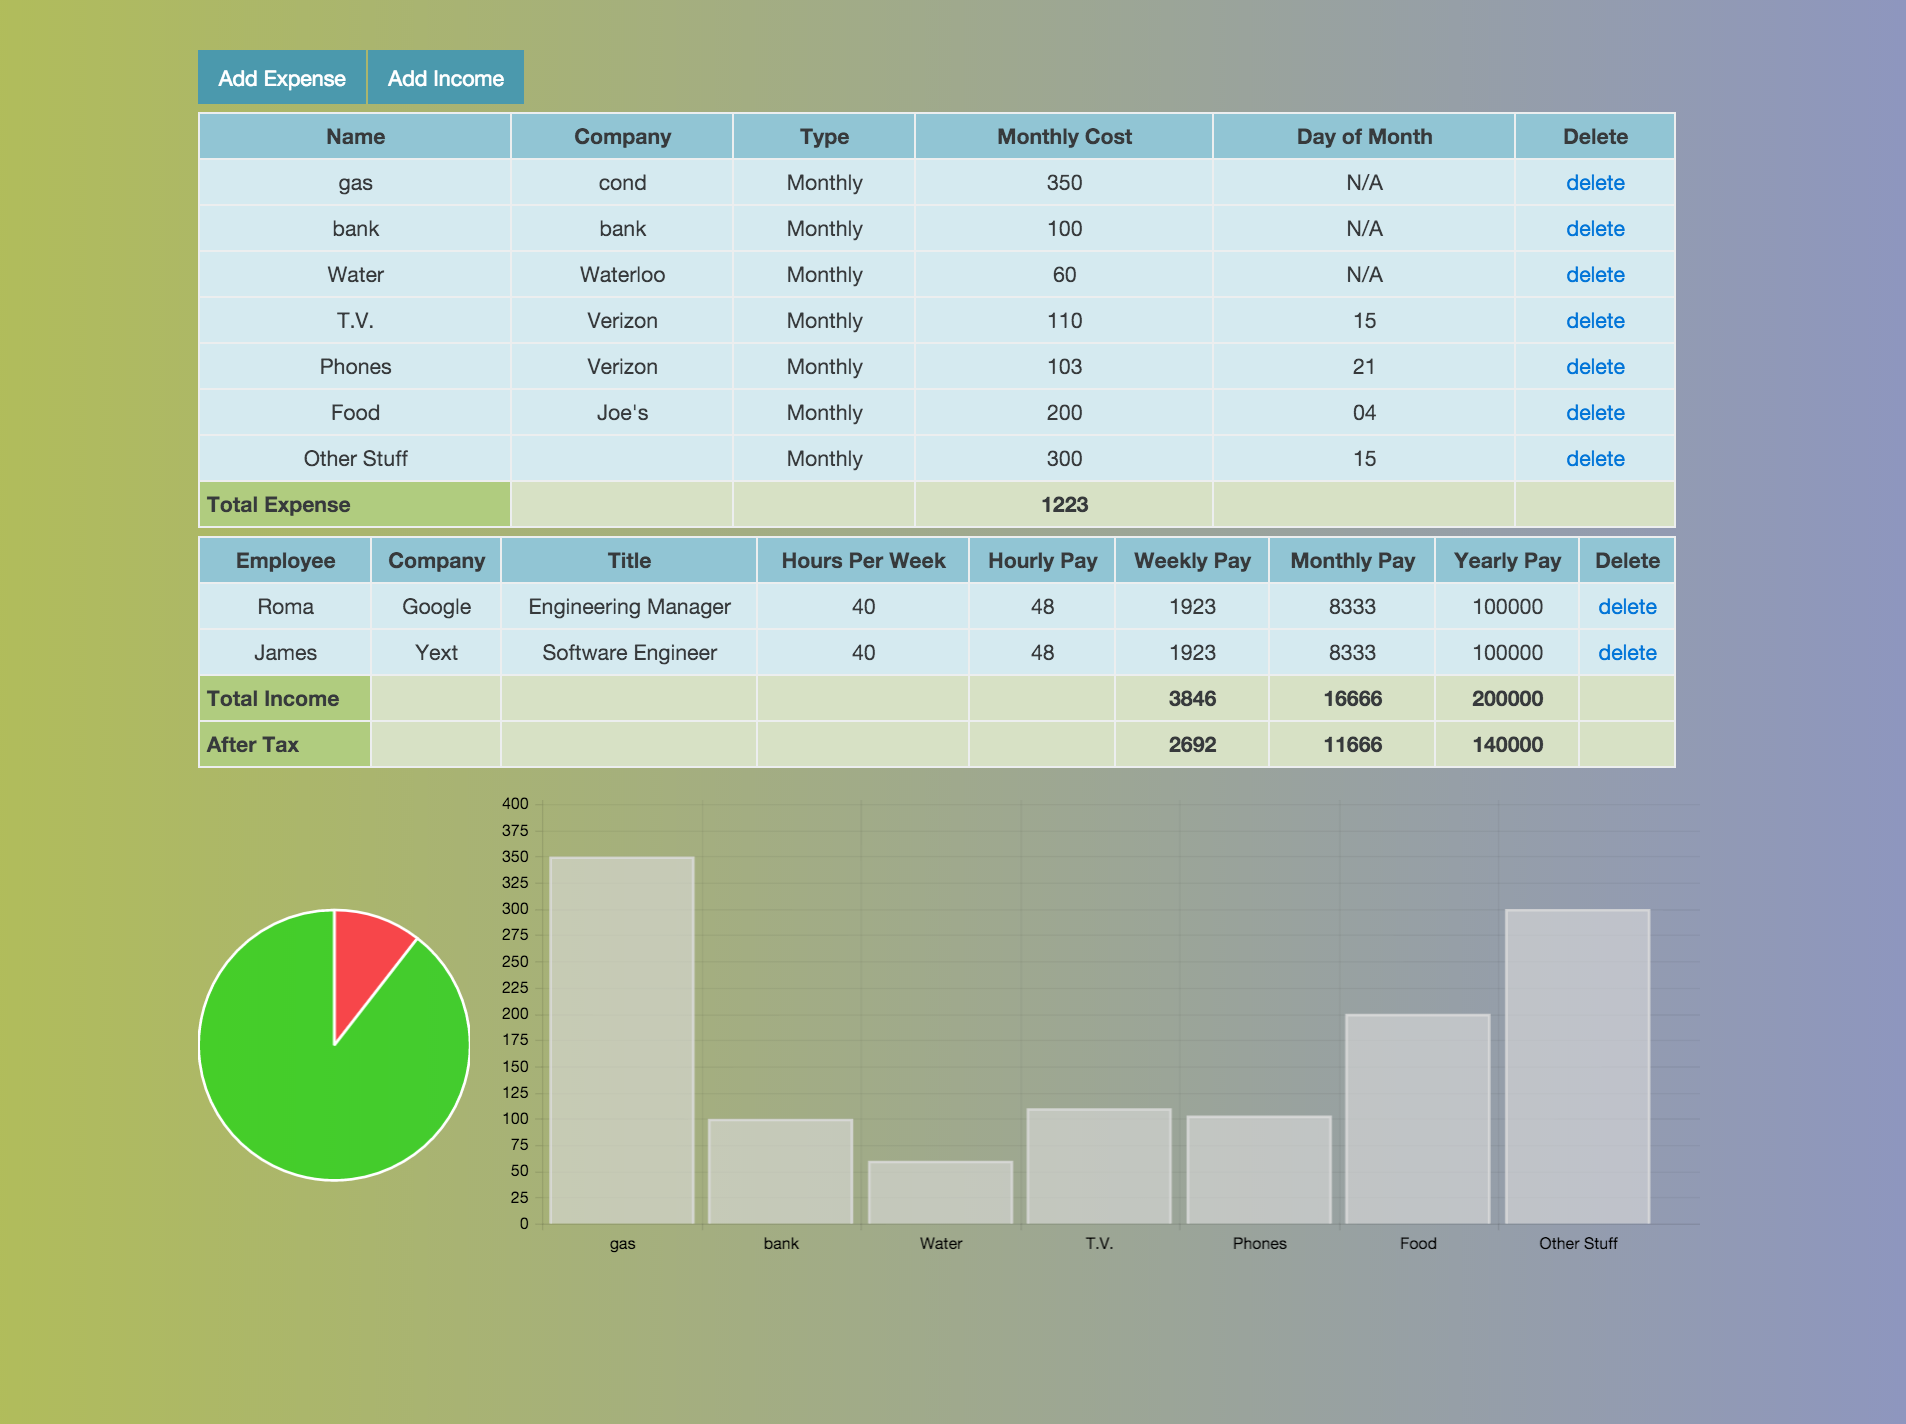 Add Expense Add Income
Name Company Type Monthly Cost Day of Month Delete
gas cond Monthly 350 N/A delete
bank bank Monthly 100 N/A delete
Water Waterloo Monthly 60 N/A delete
T.V. Verizon Monthly 110 15 delete
Phones Verizon Monthly 103 21 delete
Food Joe's Monthly 200 04 delete
Other Stuff Monthly 300 15 delete
Total Expense 1223
Employee Company Title Hours Per Week Hourly Pay Weekly Pay Monthly Pay Yearly Pay Delete
Roma Google Engineering Manager 40 48 1923 8333 100000 delete
James Yext Software Engineer 40 48 1923 8333 100000 delete
Total Income 3846 16666 200000
After Tax 2692 11666 140000
400
375
350
325
300
275
250
225
200
175
150
125
100
75
50
25
0
gas bank Water T.V. Phones Food Other Stuff